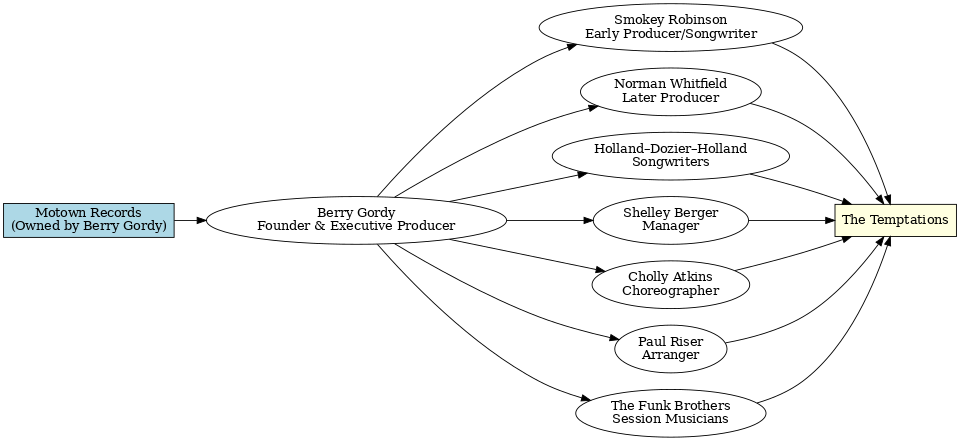 Motown Records
(Owned by Berry Gordy)
Berry Gordy
Founder & Executive Producer
Smokey Robinson
Early Producer/Songwriter
Norman Whitfield
Later Producer
Holland–Dozier–Holland
Songwriters
Shelley Berger
Manager
Cholly Atkins
Choreographer
Paul Riser
Arranger
The Funk Brothers
Session Musicians
The Temptations